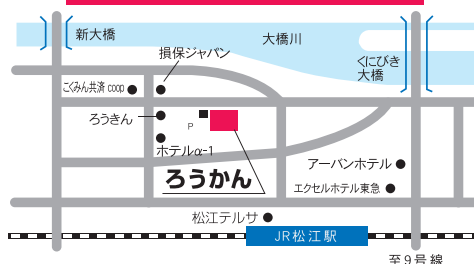 新大橋
大橋川
損保ジャパン
くにびき
大橋
こくみん共済 coop
ろうきん
P
ホテルα-1
ろうかん
アーバンホテル
エクセルホテル東急
松江テルサ
JR松江駅
至9号線